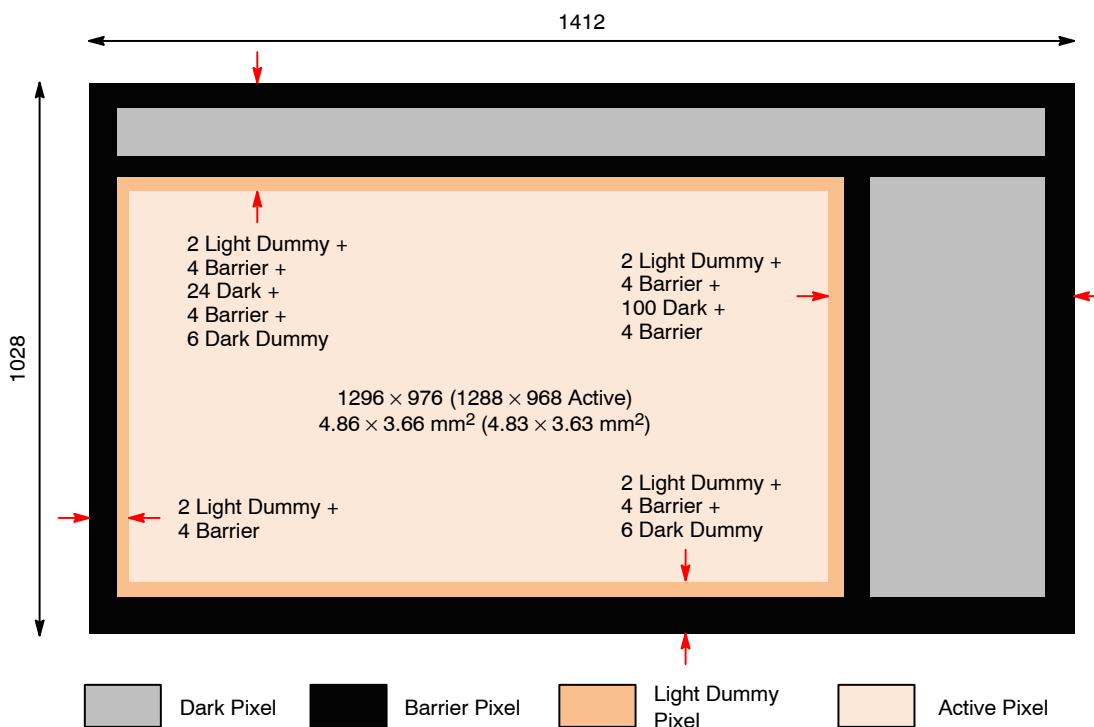 1412
1028
2 Light Dummy +
4 Barrier +
24 Dark +
4 Barrier +
6 Dark Dummy
2 Light Dummy +
4 Barrier +
100 Dark +
4 Barrier
1296 × 976 (1288 × 968 Active)
4.86 × 3.66 mm² (4.83 × 3.63 mm²)
2 Light Dummy +
4 Barrier
2 Light Dummy +
4 Barrier +
6 Dark Dummy
Dark Pixel
Barrier Pixel
Light Dummy
Pixel
Active Pixel